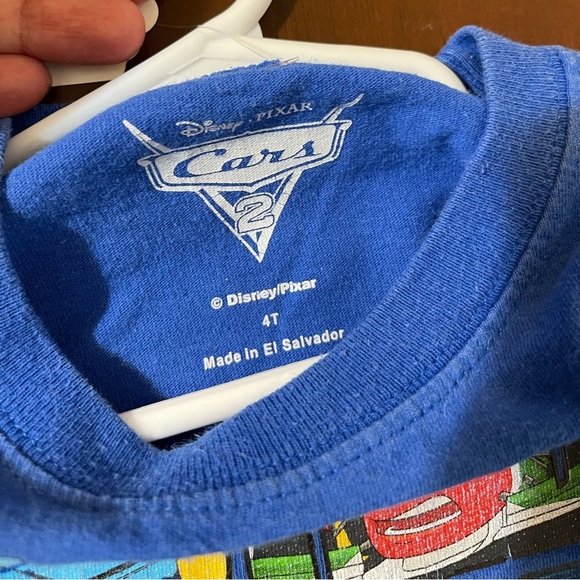 Disney · PIXAR
Cars
2
© Disney/Pixar
4T
Made in El Salvador